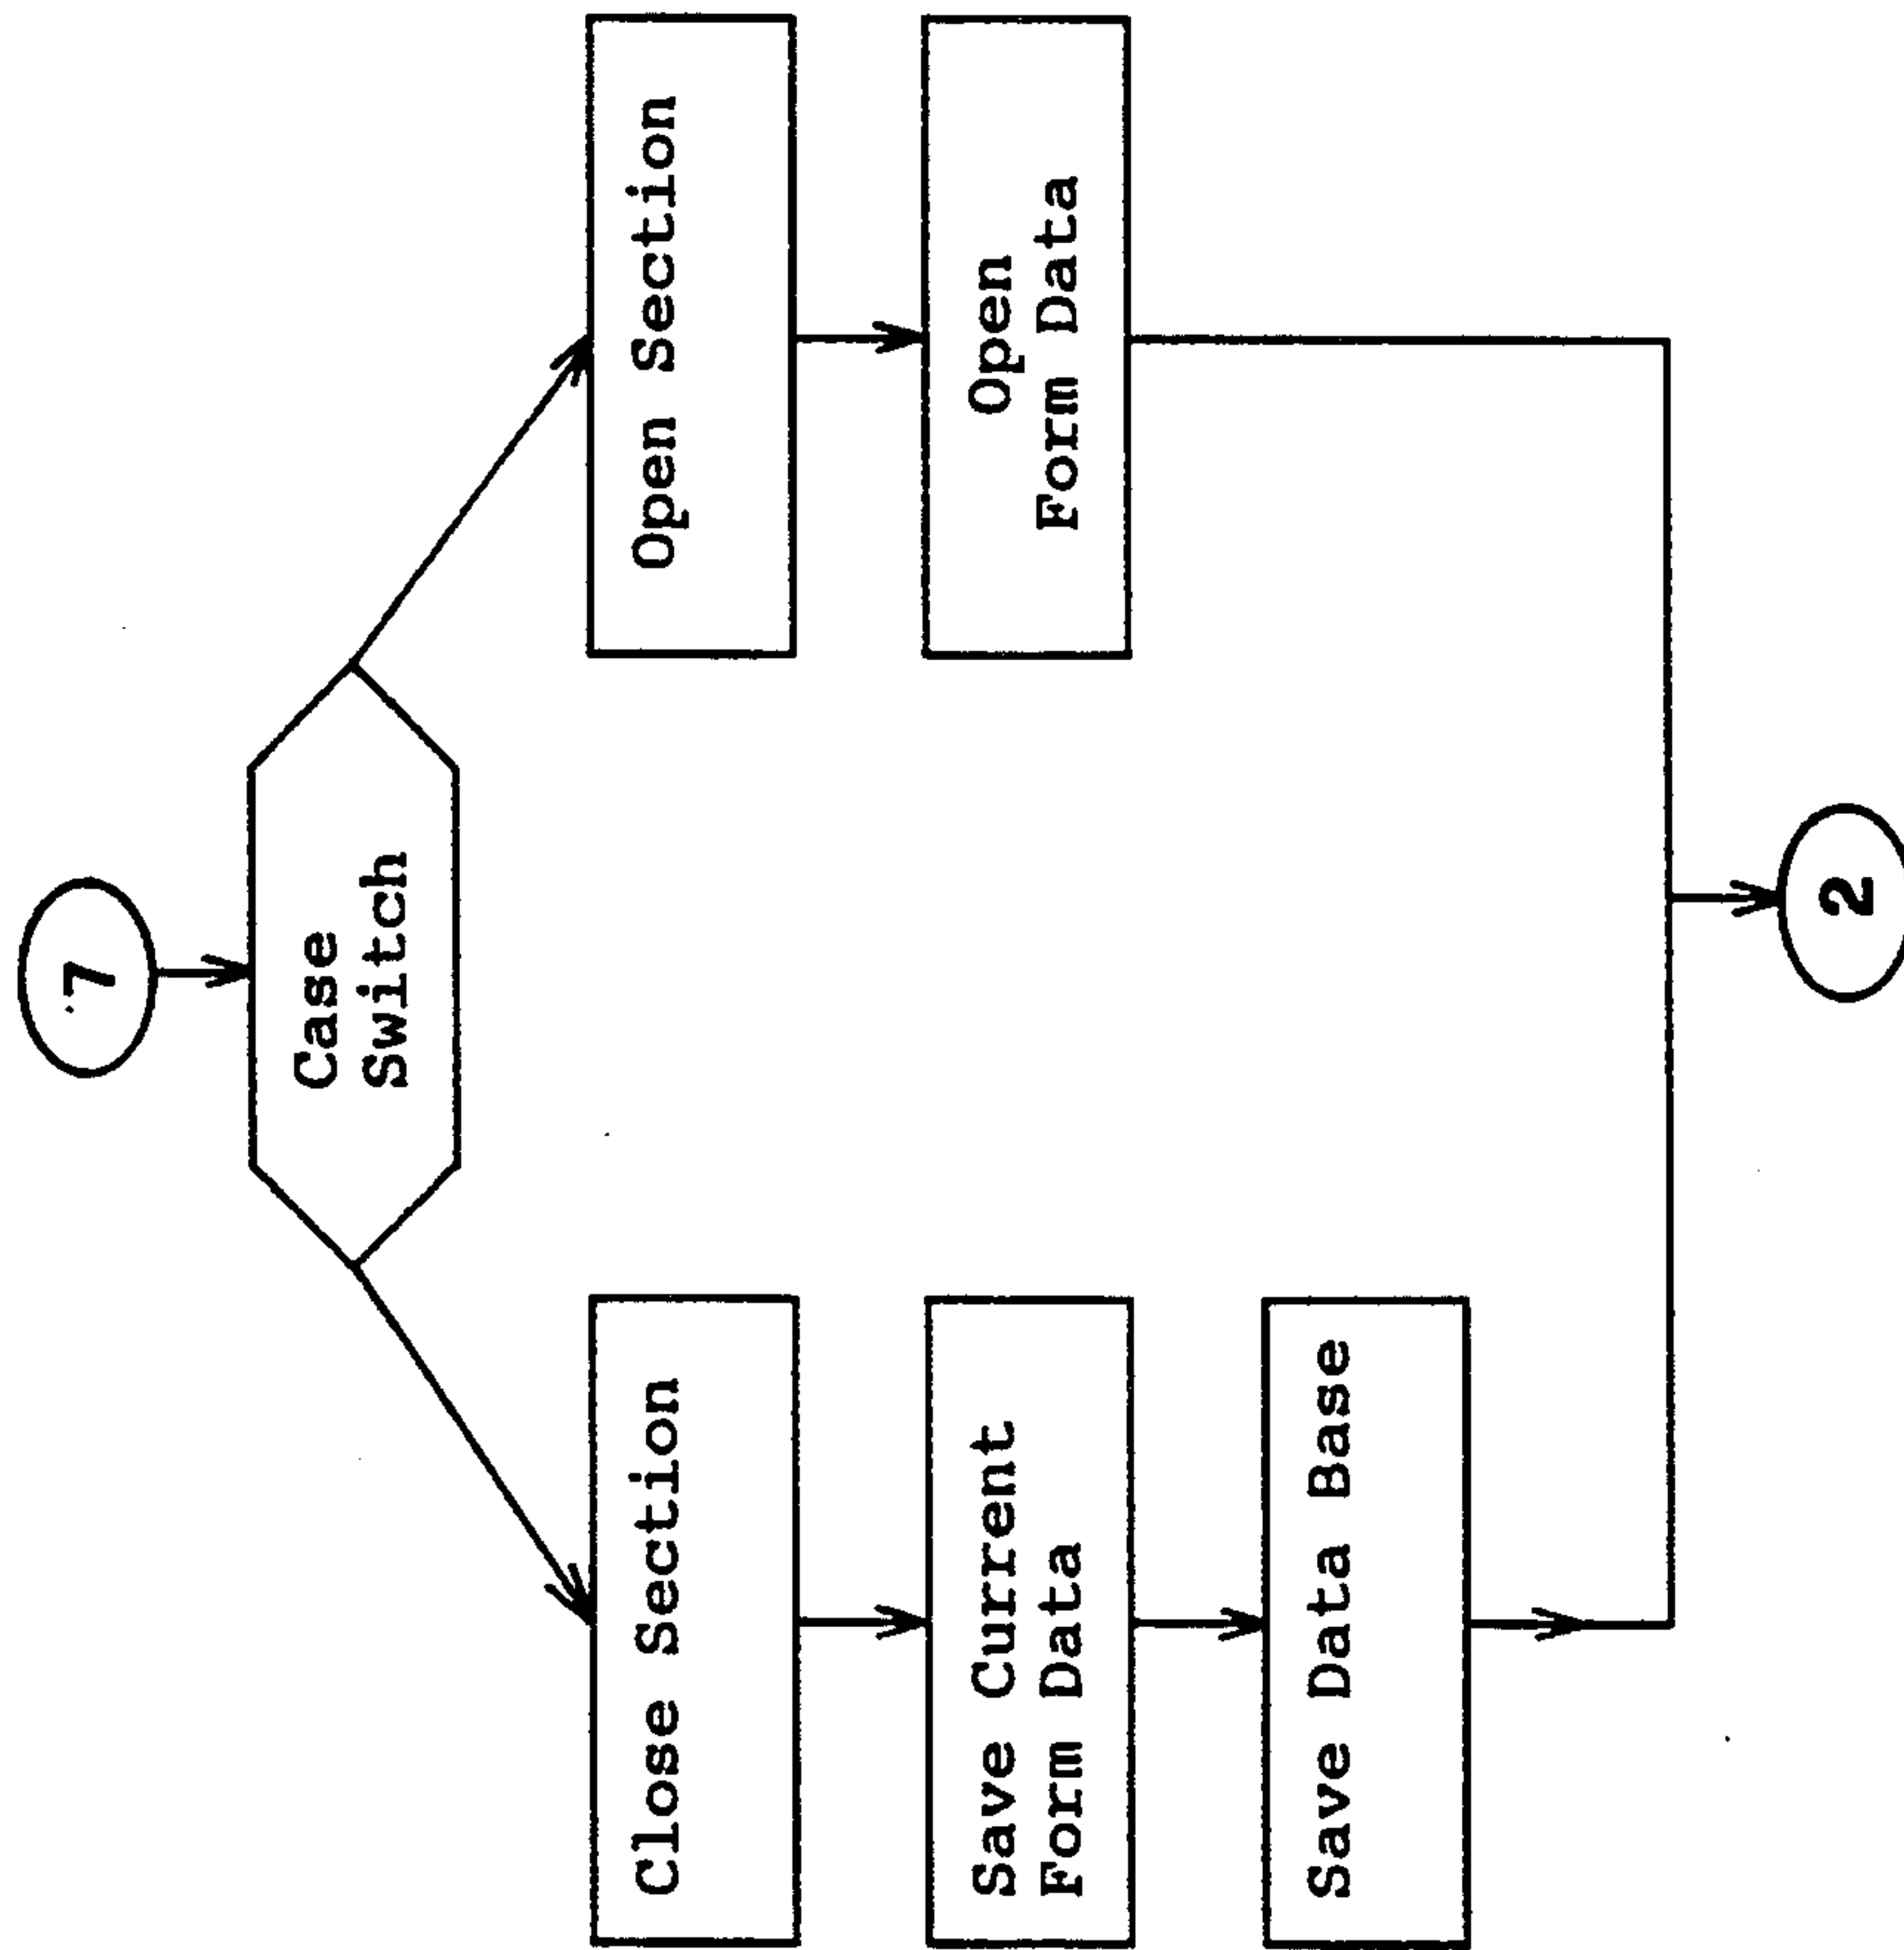 7
Case
Switch
Close Section
Save Current
Form Data
Save Data Base
Open Section
Open
Form Data
2